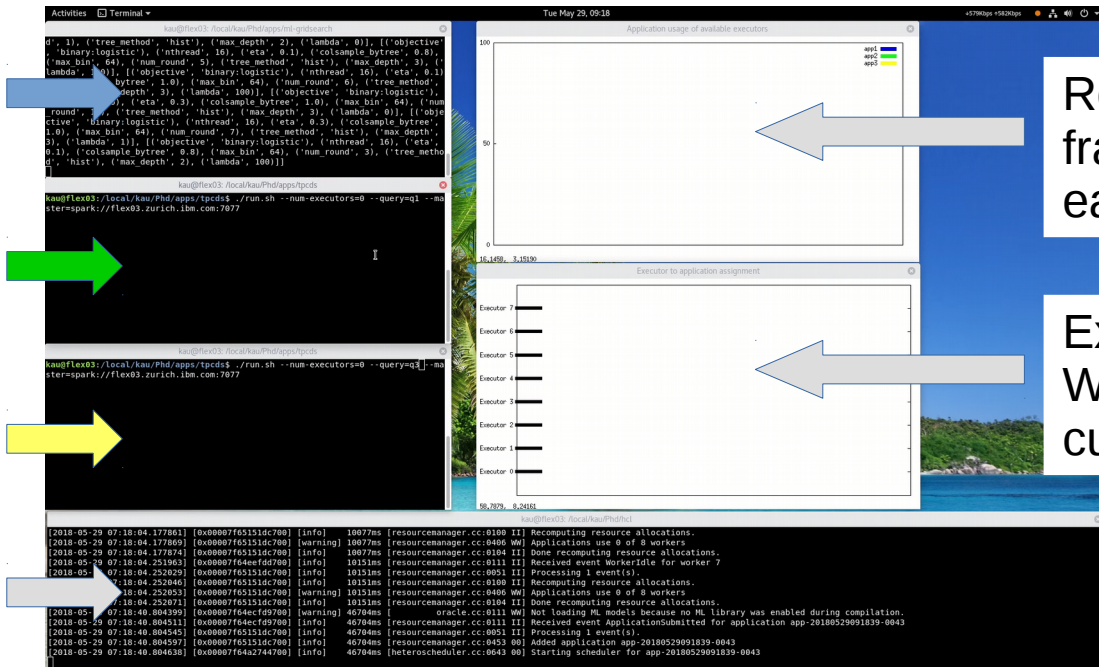 Activities Terminal
Tue May 29, 09:18
+579Kbps +582Kbps
kau@flex03: /local/kau/Phd/apps/ml-gridsearch
d', 1), ('tree_method', 'hist'), ('max_depth', 2), ('lambda', 0)], [('objective'
, 'binary:logistic'), ('nthread', 16), ('eta', 0.1), ('colsample_bytree', 0.8),
('max_bin', 64), ('num_round', 5), ('tree_method', 'hist'), ('max_depth', 3), ('
lambda', 0)], [('objective', 'binary:logistic'), ('nthread', 16), ('eta', 0.1)
bytree', 1.0), ('max_bin', 64), ('num_round', 6), ('tree_method',
depth', 3), ('lambda', 100)], [('objective', 'binary:logistic'),
), ('eta', 0.3), ('colsample_bytree', 1.0), ('max_bin', 64), ('num
_round', ), ('tree_method', 'hist'), ('max_depth', 3), ('lambda', 0)], [('obje
ctive', 'binary:logistic'), ('nthread', 16), ('eta', 0.3), ('colsample_bytree',
1.0), ('max_bin', 64), ('num_round', 7), ('tree_method', 'hist'), ('max_depth',
3), ('lambda', 1)], [('objective', 'binary:logistic'), ('nthread', 16), ('eta',
0.1), ('colsample_bytree', 0.8), ('max_bin', 64), ('num_round', 3), ('tree_metho
d', 'hist'), ('max_depth', 2), ('lambda', 100)]]
kau@flex03: /local/kau/Phd/apps/tpcds
kau@flex03:/local/kau/Phd/apps/tpcds$ ./run.sh --num-executors=0 --query=q1 --ma
ster=spark://flex03.zurich.ibm.com:7077
kau@flex03: /local/kau/Phd/apps/tpcds
kau@flex03:/local/kau/Phd/apps/tpcds$ ./run.sh --num-executors=0 --query=q3 --ma
ster=spark://flex03.zurich.ibm.com:7077
Application usage of available executors
100
app1
app2
app3
50
0
16,1458, 3,15190
Executor to application assignment
Executor 7
Executor 6
Executor 5
Executor 4
Executor 3
Executor 2
Executor 1
Executor 0
58,7879, 8,24161
fra
ea
Ex
W
cu
kau@flex03: /local/kau/Phd/hcl
[2018-05-29 07:18:04.177861] [0x00007f65151dc700] [info] 10077ms [resourcemanager.cc:0100 II] Recomputing resource allocations.
[2018-05-29 07:18:04.177869] [0x00007f65151dc700] [warning] 10077ms [resourcemanager.cc:0406 WW] Applications use 0 of 8 workers
[2018-05-29 07:18:04.177874] [0x00007f65151dc700] [info] 10077ms [resourcemanager.cc:0104 II] Done recomputing resource allocations.
[2018-05-29 07:18:04.251963] [0x00007f64eefdd700] [info] 10151ms [resourcemanager.cc:0111 II] Received event WorkerIdle for worker 7
[2018-05-29 07:18:04.252029] [0x00007f65151dc700] [info] 10151ms [resourcemanager.cc:0051 II] Processing 1 event(s).
07:18:04.252046] [0x00007f65151dc700] [info] 10151ms [resourcemanager.cc:0100 II] Recomputing resource allocations.
07:18:04.252053] [0x00007f65151dc700] [warning] 10151ms [resourcemanager.cc:0406 WW] Applications use 0 of 8 workers
07:18:04.252071] [0x00007f65151dc700] [info] 10151ms [resourcemanager.cc:0104 II] Done recomputing resource allocations.
[2018-05-29 07:18:40.804399] [0x00007f64ecfd9700] [warning] 46704ms [ oracle.cc:0111 WW] Not loading ML models because no ML library was enabled during compilation.
[2018-05-29 07:18:40.804511] [0x00007f64ecfd9700] [info] 46704ms [resourcemanager.cc:0111 II] Received event ApplicationSubmitted for application app-20180529091839-0043
[2018-05-29 07:18:40.804545] [0x00007f65151dc700] [info] 46704ms [resourcemanager.cc:0051 II] Processing 1 event(s).
[2018-05-29 07:18:40.804597] [0x00007f65151dc700] [info] 46704ms [resourcemanager.cc:0453 00] Added application app-20180529091839-0043
[2018-05-29 07:18:40.804638] [0x00007f64a2744700] [info] 46704ms [heteroscheduler.cc:0643 00] Starting scheduler for app-20180529091839-0043